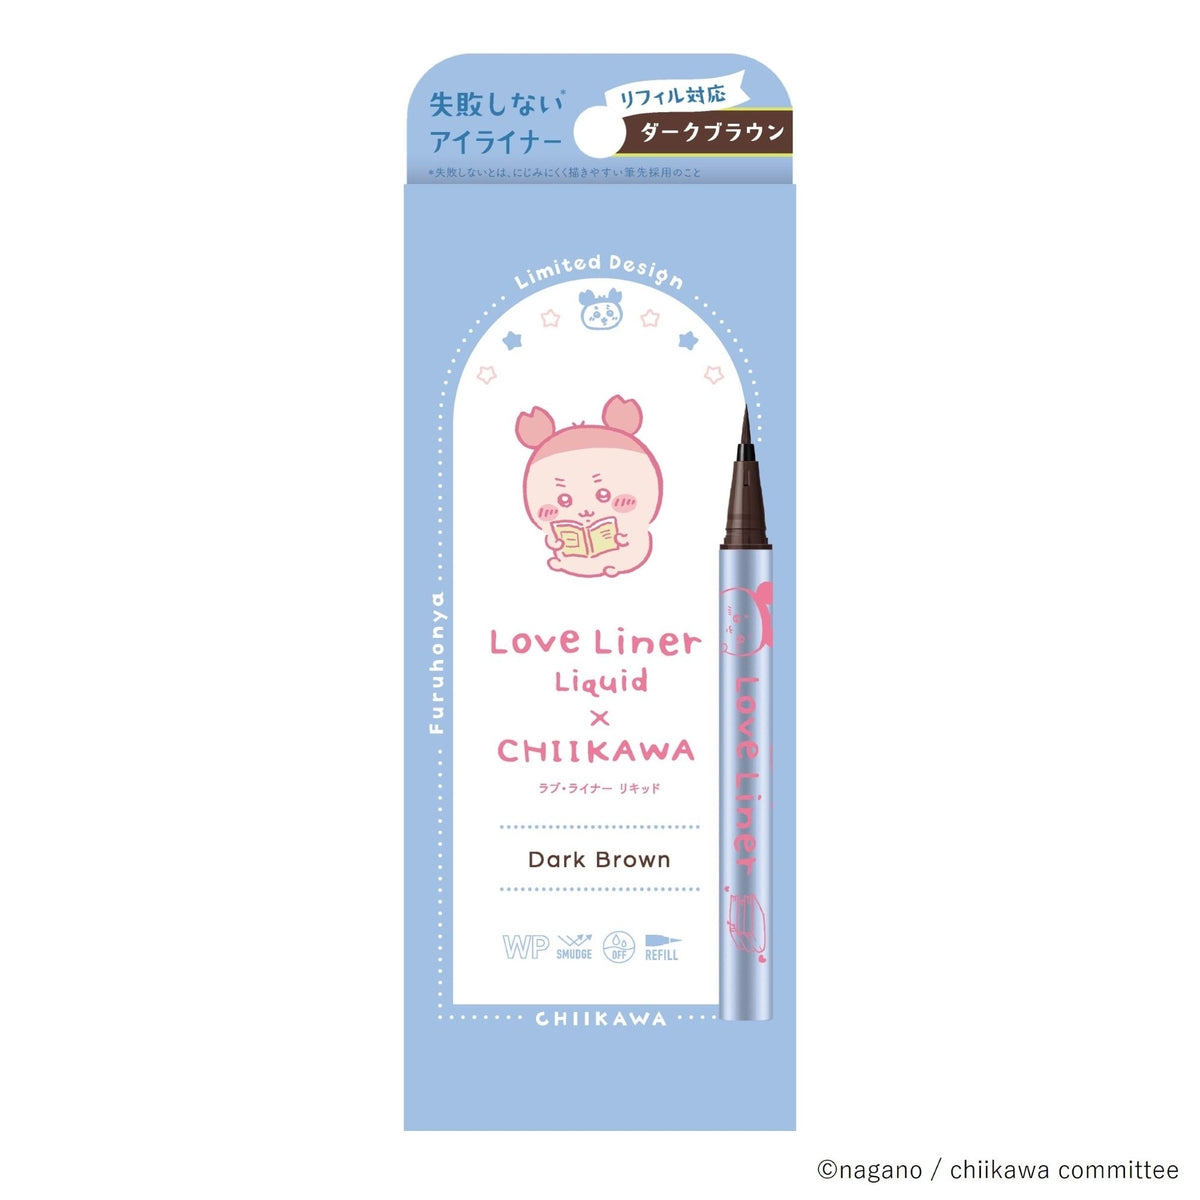 失敗しない*
アイライナー
リフィル対応
ダークブラウン
*失敗しないとは、にじみにくく描きやすい筆先採用のこと
Limited Design
Furuhonya
Love Liner
Liquid
×
CHIIKAWA
ラブ・ライナー リキッド
Dark Brown
Love Liner
WP
SMUDGE
OFF
REFILL
CHIIKAWA
©nagano / chiikawa committee